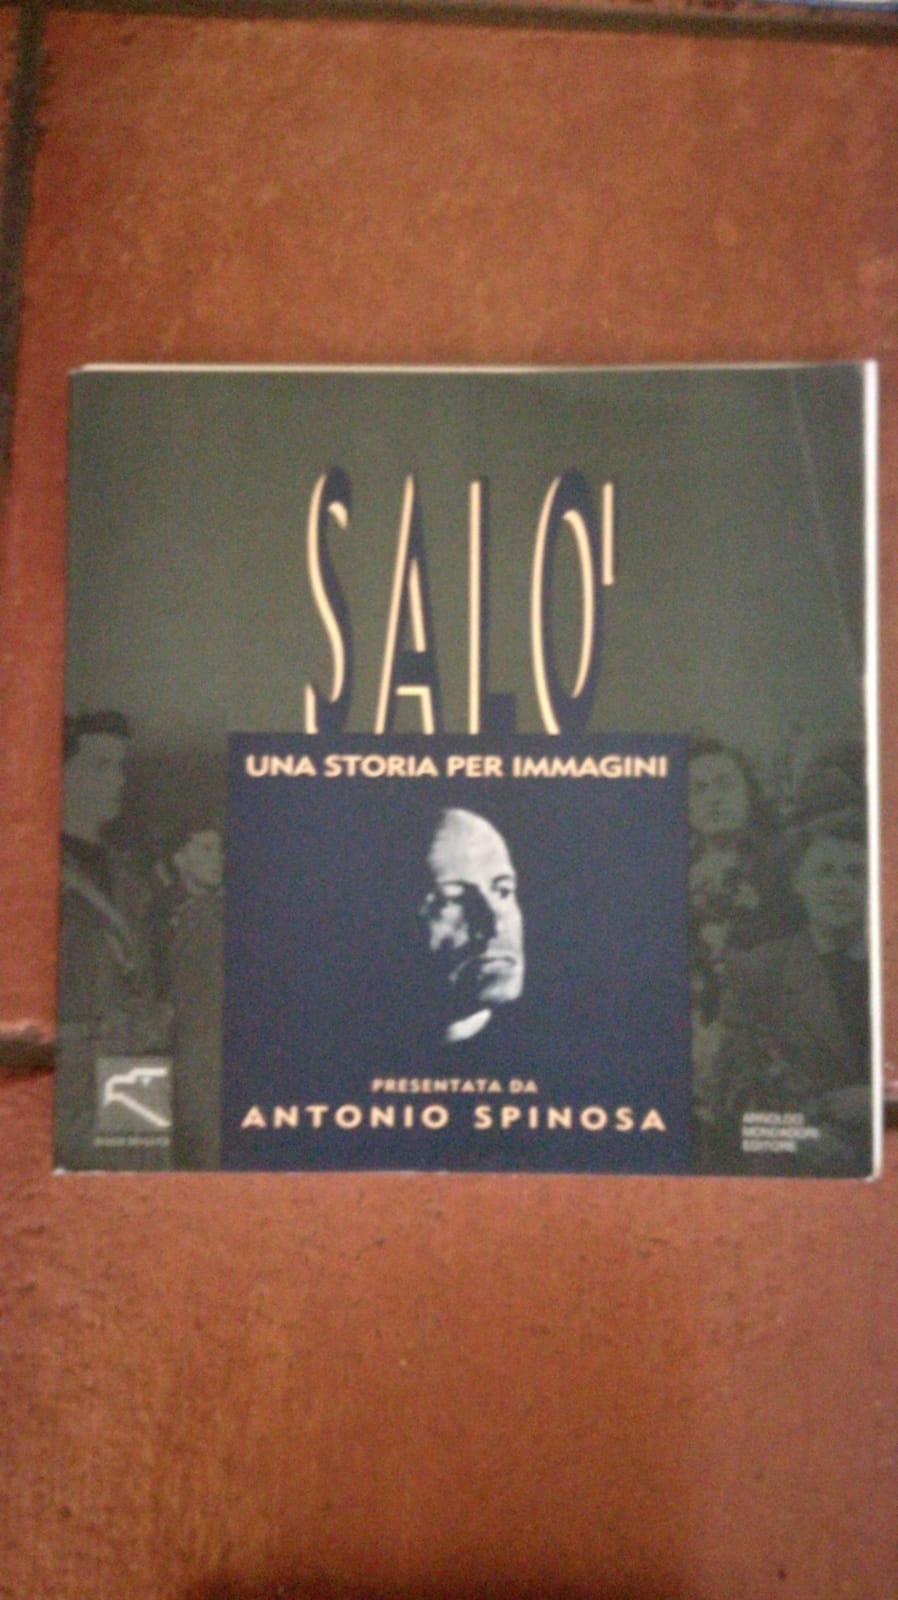 SALO'
UNA STORIA PER IMMAGINI
PRESENTATA DA
ANTONIO SPINOSA
ARNOLDO
MONDADORI
EDITORE